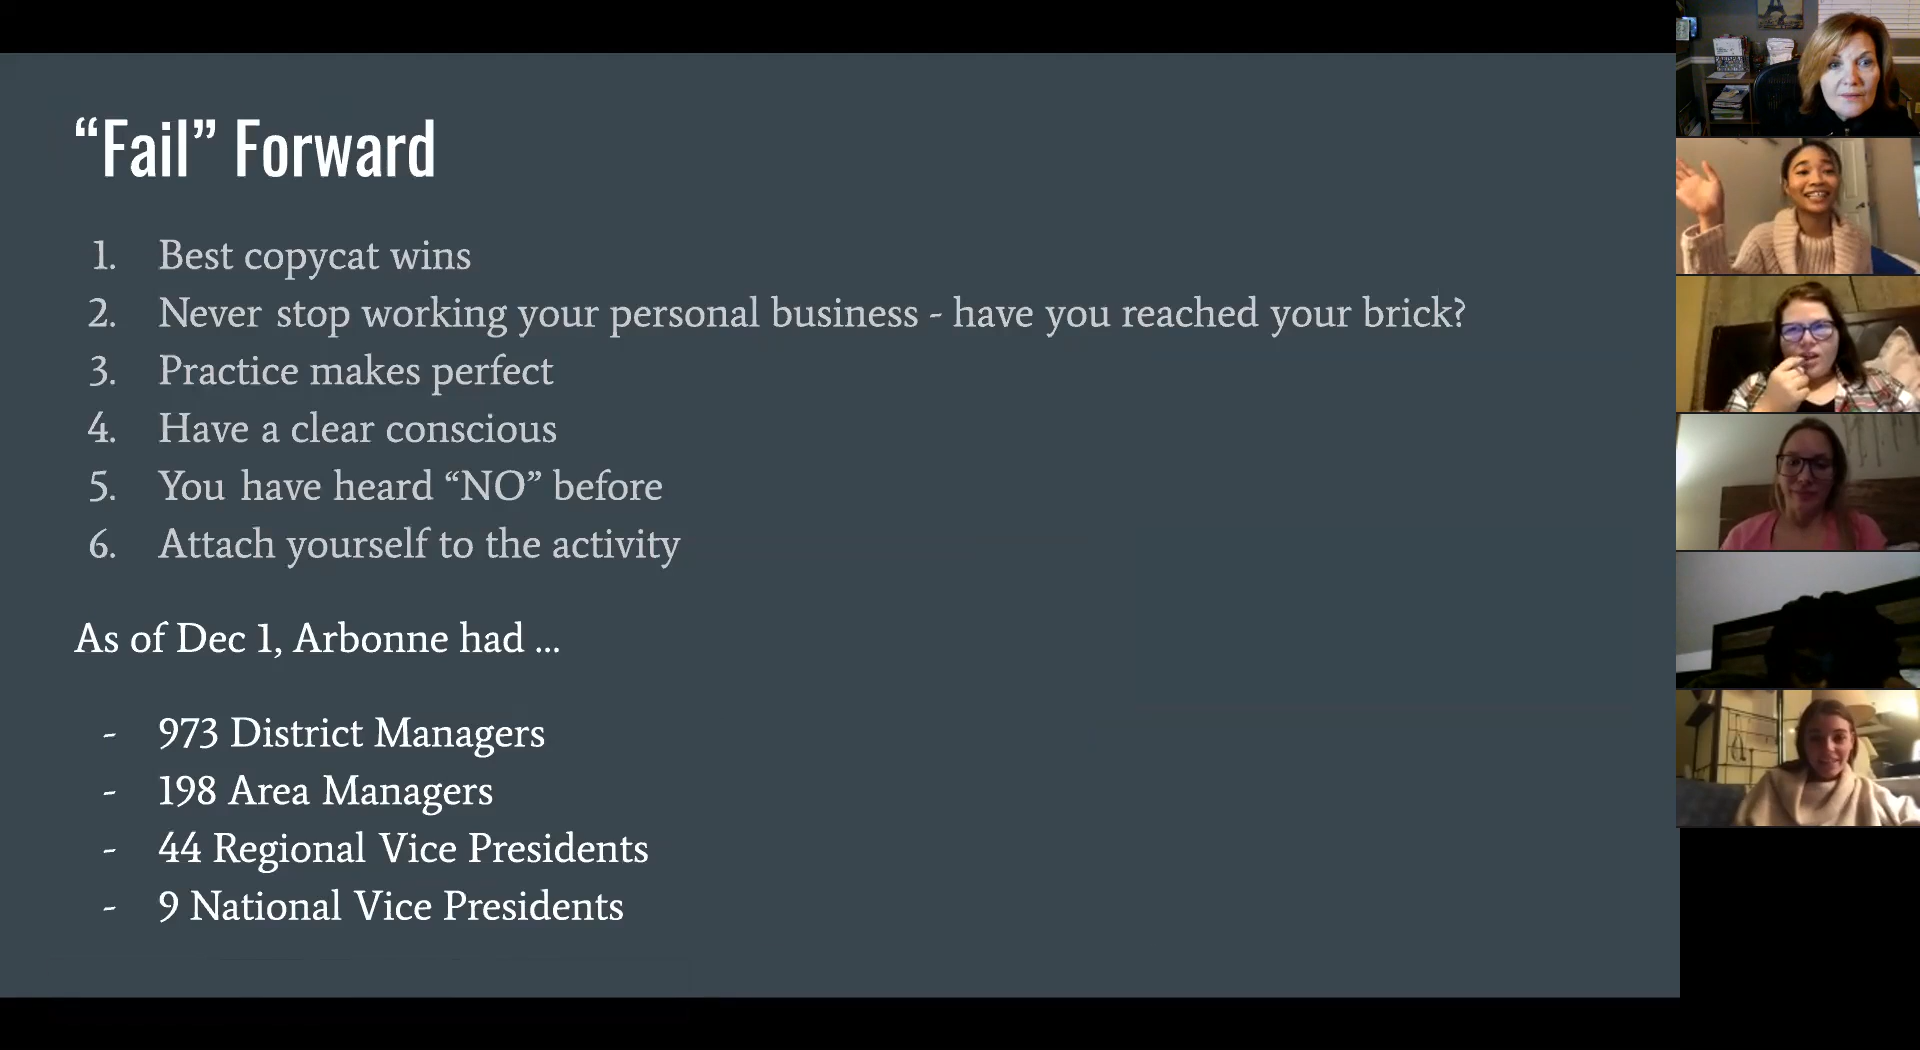 “Fail” Forward
1. Best copycat wins
2. Never stop working your personal business - have you reached your brick?
3. Practice makes perfect
4. Have a clear conscious
5. You have heard “NO” before
6. Attach yourself to the activity
As of Dec 1, Arbonne had ...
- 973 District Managers
- 198 Area Managers
- 44 Regional Vice Presidents
- 9 National Vice Presidents